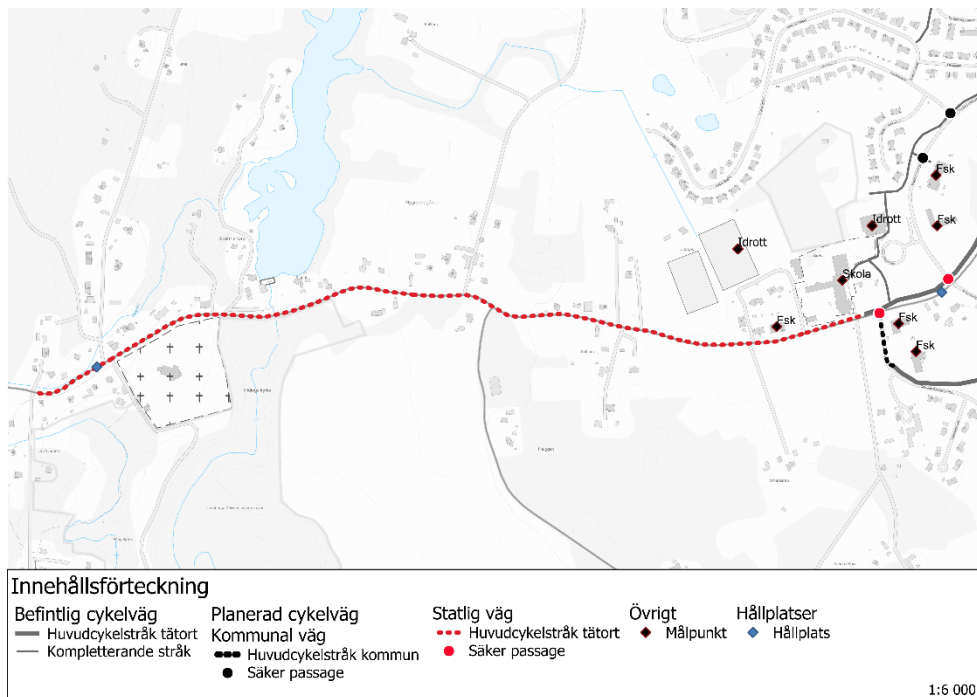 Fsk
Idrott
Fsk
Idrott
Skola
Fsk
Fsk
Fsk
Innehållsförteckning
Befintlig cykelväg
Huvudcykelstråk tätort
Kompletterande stråk
Planerad cykelväg
Kommunal väg
Huvudcykelstråk kommun
Säker passage
Statlig väg
Huvudcykelstråk tätort
Säker passage
Övrigt
Målpunkt
Hållplatser
Hållplats
1:6 000